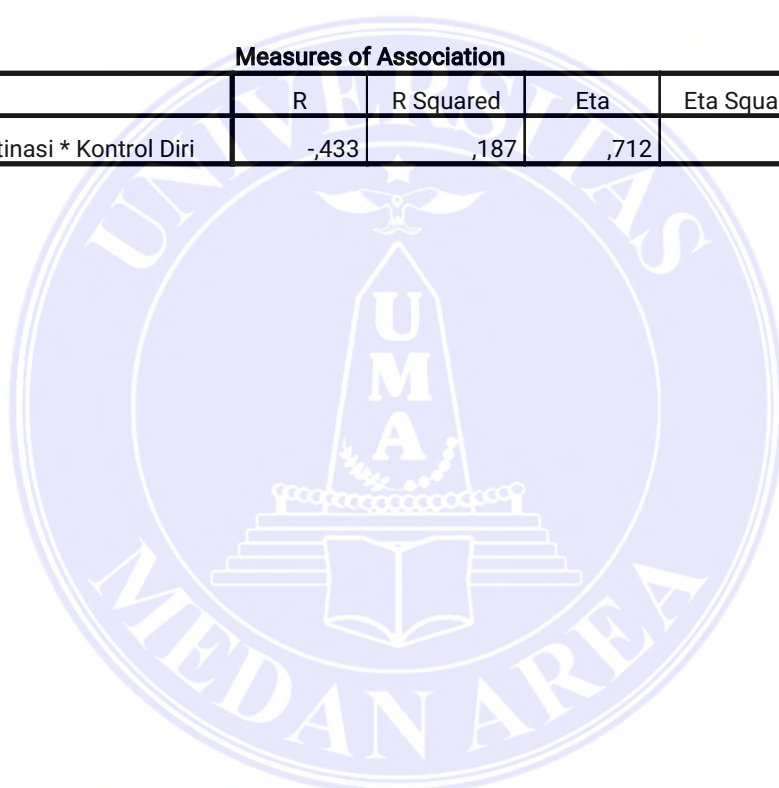 Measures of Association
R R Squared Eta Eta Squa
tinasi * Kontrol Diri -,433 ,187 ,712
UNIVERSITAS
U
M
A
MEDAN AREA